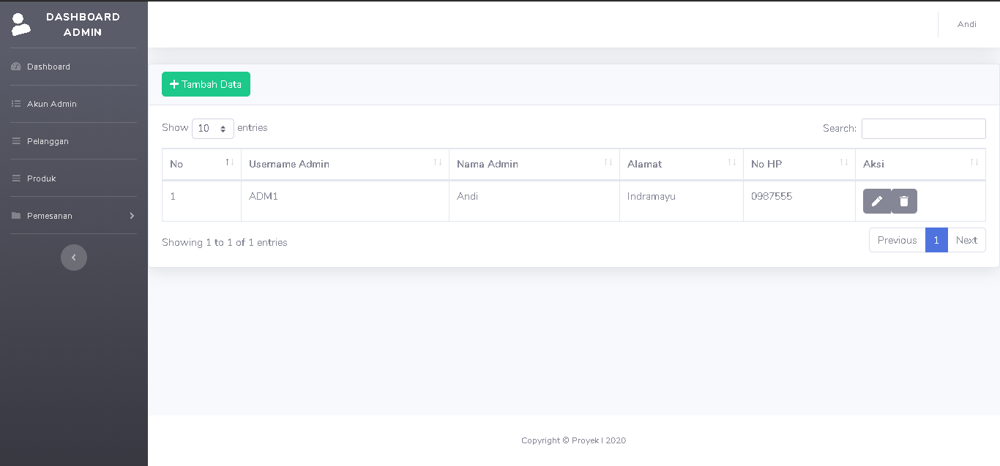 DASHBOARD
ADMIN
Andi
Dashboard
Akun Admin
Pelanggan
Produk
Pemesanan
+ Tambah Data
Show 10 entries
Search:
No Username Admin Nama Admin Alamat No HP Aksi
1 ADM1 Andi Indramayu 0987555
Showing 1 to 1 of 1 entries
Previous 1 Next
Copyright © Proyek I 2020